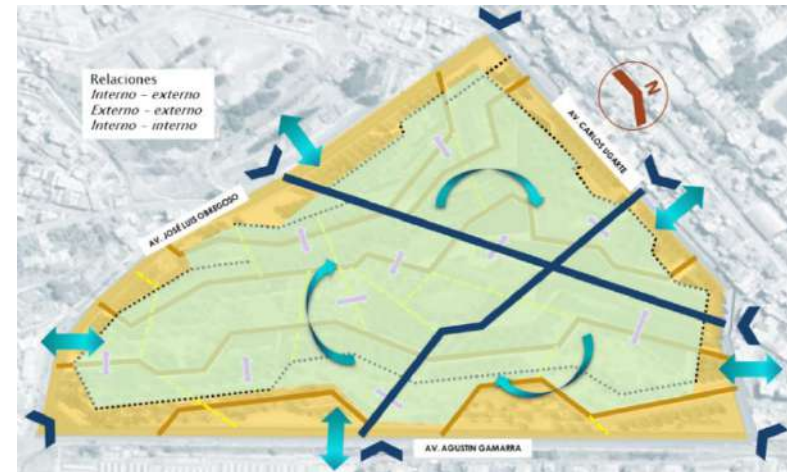 Relaciones
Interno – externo
Externo – externo
Interno – interno
N
AV. CARLOS UGARTE
AV. JOSÉ LUIS OBREGOSO
AV. AGUSTIN GAMARRA